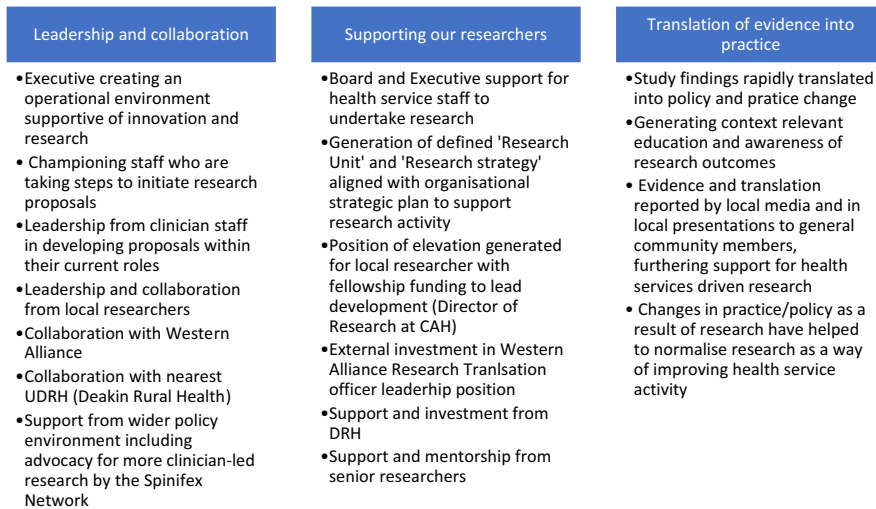 Leadership and collaboration
•Executive creating an
operational environment
supportive of innovation and
research
• Championing staff who are
taking steps to initiate research
proposals
•Leadership from clinician staff
in developing proposals within
their current roles
•Leadership and collaboration
from local researchers
•Collaboration with Western
Alliance
•Collaboration with nearest
UDRH (Deakin Rural Health)
•Support from wider policy
environment including
advocacy for more clinician-led
research by the Spinifex
Network
Supporting our researchers
•Board and Executive support for
health service staff to
undertake research
•Generation of defined 'Research
Unit' and 'Research strategy'
aligned with organisational
strategic plan to support
research activity
•Position of elevation generated
for local researcher with
fellowship funding to lead
development (Director of
Research at CAH)
•External investment in Western
Alliance Research Tranlsation
officer leaderhip position
•Support and investment from
DRH
•Support and mentorship from
senior researchers
Translation of evidence into
practice
•Study findings rapidly translated
into policy and pratice change
•Generating context relevant
education and awareness of
research outcomes
• Evidence and translation
reported by local media and in
local presentations to general
community members,
furthering support for health
services driven research
• Changes in practice/policy as a
result of research have helped
to normalise research as a way
of improving health service
activity